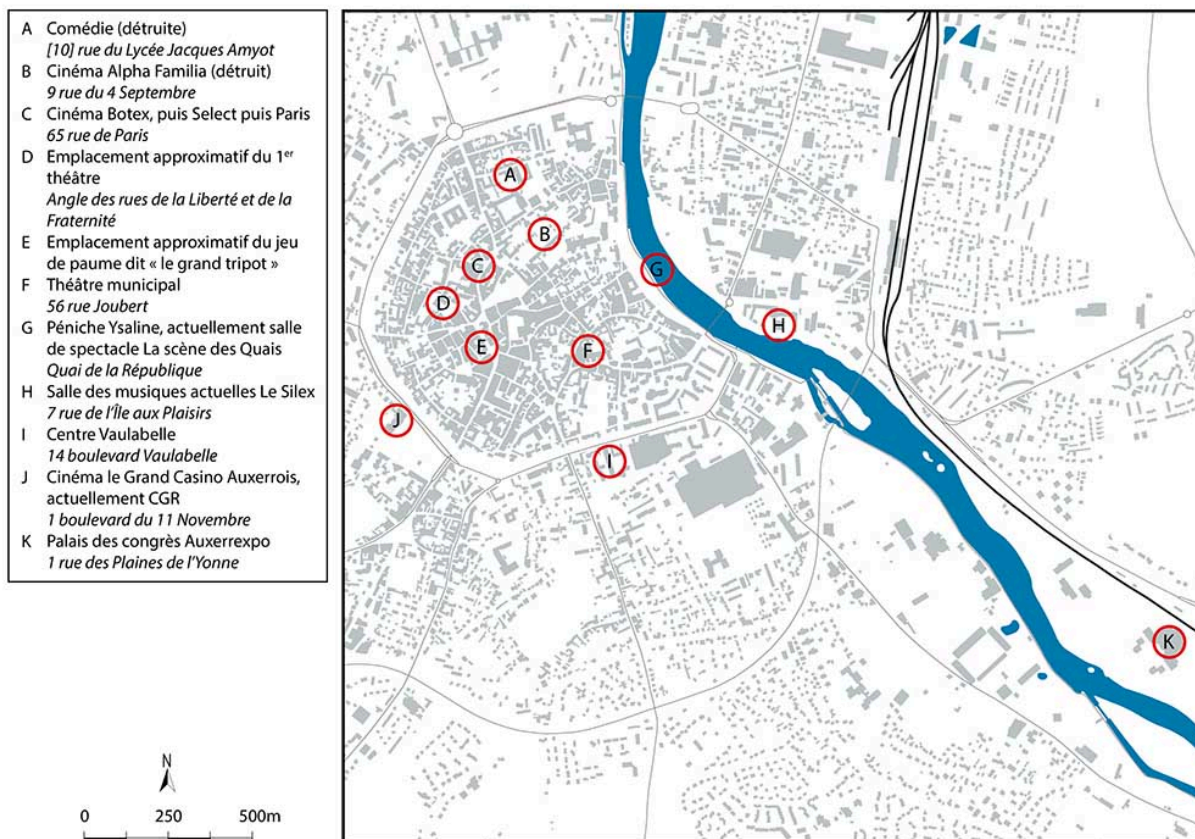 A Comédie (détruite)
[10] rue du Lycée Jacques Amyot
B Cinéma Alpha Familia (détruit)
9 rue du 4 Septembre
C Cinéma Botex, puis Select puis Paris
65 rue de Paris
D Emplacement approximatif du 1er
théâtre
Angle des rues de la Liberté et de la
Fraternité
E Emplacement approximatif du jeu
de paume dit « le grand tripot »
F Théâtre municipal
56 rue Joubert
G Péniche Ysaline, actuellement salle
de spectacle La scène des Quais
Quai de la République
H Salle des musiques actuelles Le Silex
7 rue de l'Île aux Plaisirs
I Centre Vaulabelle
14 boulevard Vaulabelle
J Cinéma le Grand Casino Auxerrois,
actuellement CGR
1 boulevard du 11 Novembre
K Palais des congrès Auxerrexpo
1 rue des Plaines de l'Yonne
N
0 250 500m
A
B
C
G
D
H
E
F
J
I
K